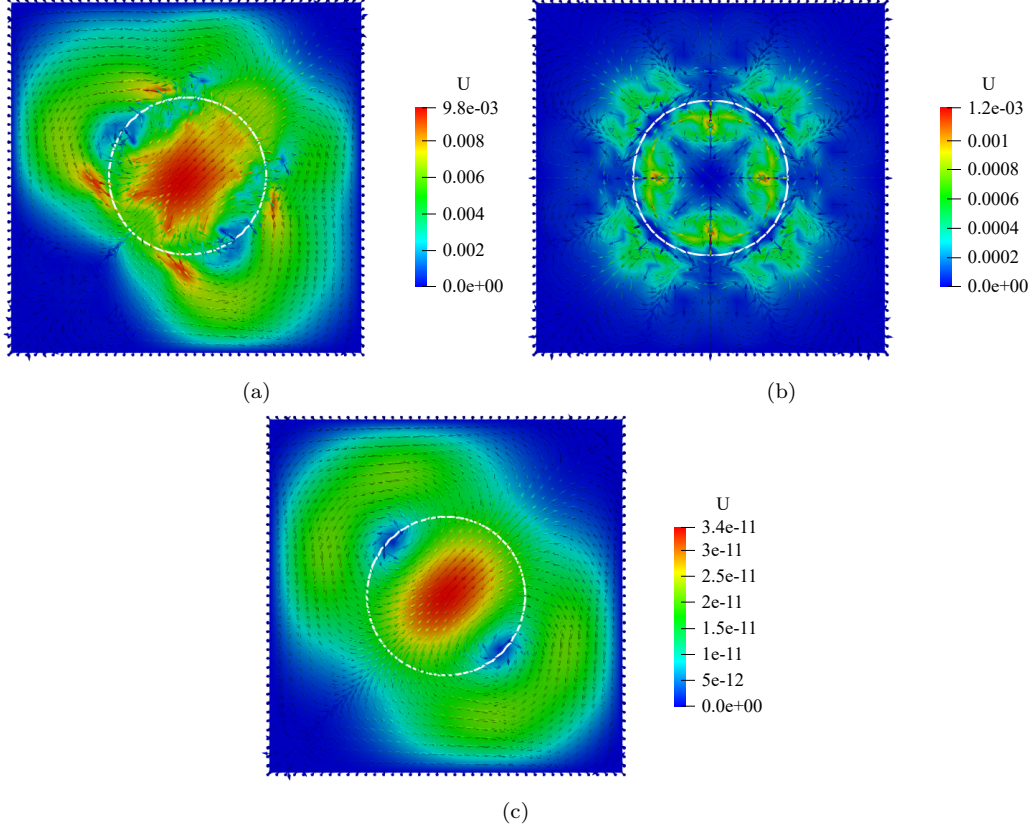 U
9.8e-03
0.008
0.006
0.004
0.002
0.0e+00
(a)
U
1.2e-03
0.001
0.0008
0.0006
0.0004
0.0002
0.0e+00
(b)
U
3.4e-11
3e-11
2.5e-11
2e-11
1.5e-11
1e-11
5e-12
0.0e+00
(c)